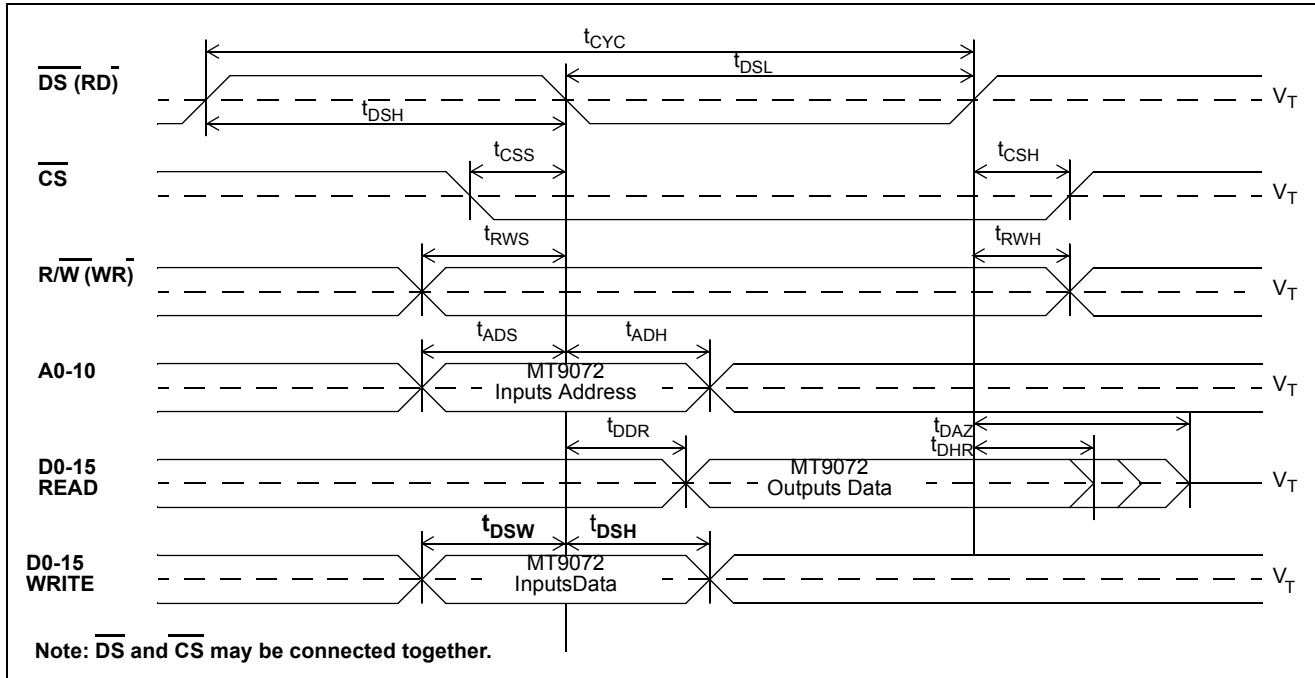 tCYC
DS (RD)
tDSL
VT
tDSH
CS
tCSS
tCSH
VT
R/W (WR)
tRWS
tRWH
VT
A0-10
tADS
tADH
MT9072
Inputs Address
VT
D0-15
READ
tDDR
tDAZ
tDHR
MT9072
Outputs Data
VT
D0-15
WRITE
tDSW
tDSH
MT9072
InputsData
VT
Note: DS and CS may be connected together.